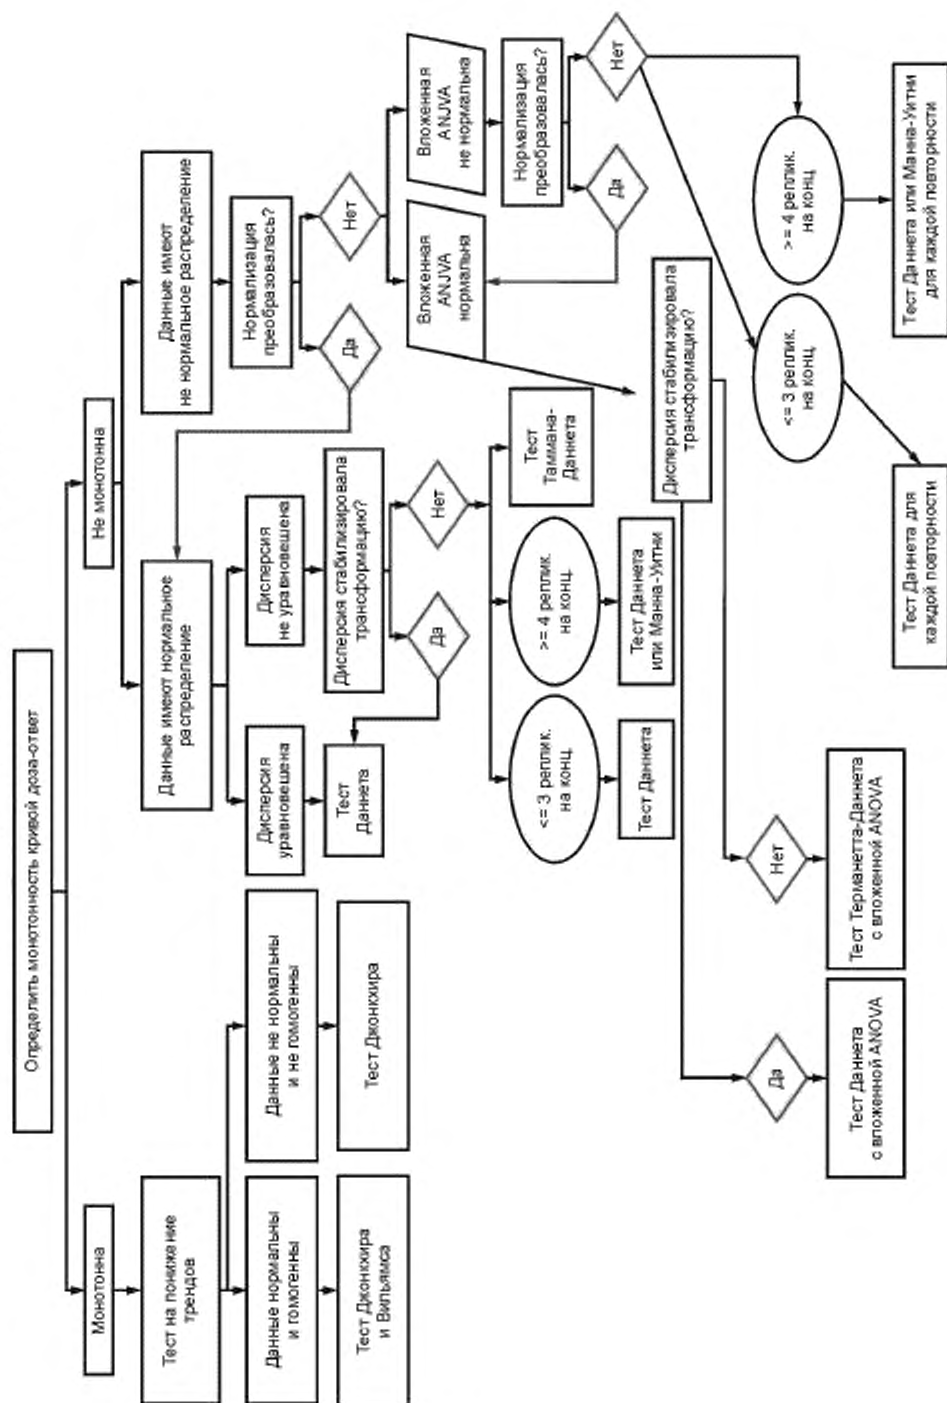 Определить монотонность кривой доза-ответ
Монотонна
Не монотонна
Тест на понижение
трендов
Данные имеют нормальное
распределение
Данные имеют
не нормальное распределение
Данные нормальны
и гомогенны
Данные не нормальны
и не гомогенны
Дисперсия
уравновешена
Дисперсия
не уравновешена
Нормализация
преобразовалась?
Тест Джонкхира
и Вильямса
Тест Джонкхира
Тест
Даннета
Дисперсия стабилизировала
трансформацию?
Да
Нет
Да
Нет
Вложенная
ANJVA
нормальна
Вложенная
ANJVA
не нормальна
<= 3 реплик.
на конц.
>= 4 реплик.
на конц.
Тест
Таммана-
Даннета
Нормализация
преобразовалась?
Да
Нет
Тест Даннета
Тест Даннета
или Манна-Уитни
Дисперсия стабилизировала
трансформацию?
Да
Нет
<= 3 реплик.
на конц.
>= 4 реплик.
на конц.
Тест Даннета
с вложенной ANOVA
Тест Терманетта-Даннета
с вложенной ANOVA
Тест Даннета для
каждой повторности
Тест Даннета или Манна-Уитни
для каждой повторности